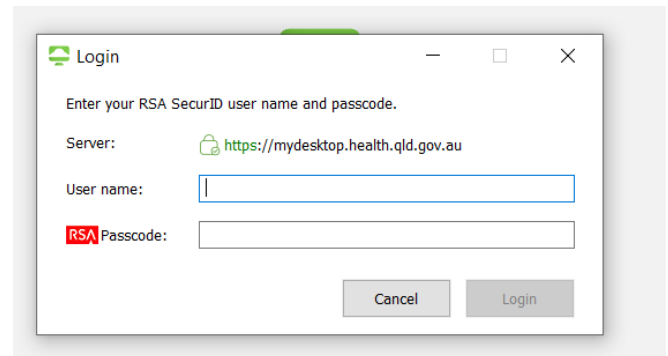 Login
Enter your RSA SecurID user name and passcode.
Server: https://mydesktop.health.qld.gov.au
User name:
RSA Passcode:
Cancel Login